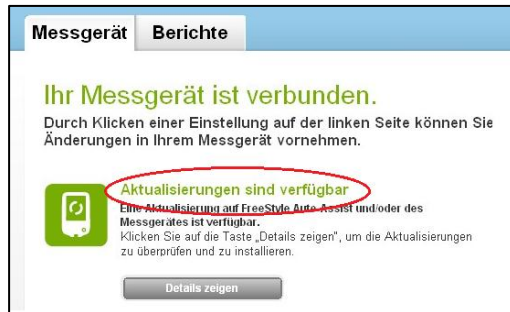 Messgerät Berichte
Ihr Messgerät ist verbunden.
Durch Klicken einer Einstellung auf der linken Seite können Sie
Änderungen in Ihrem Messgerät vornehmen.
Aktualisierungen sind verfügbar
Eine Aktualisierung auf FreeStyle Auto-Assist und/oder des
Messgerätes ist verfügbar.
Klicken Sie auf die Taste „Details zeigen", um die Aktualisierungen
zu überprüfen und zu installieren.
Details zeigen